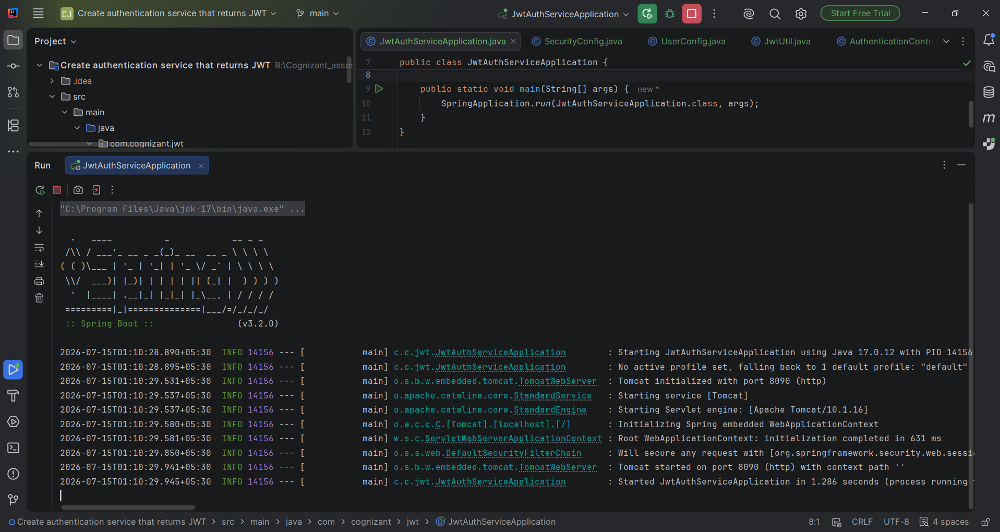 CJ Create authentication service that returns JWT main JwtAuthServiceApplication Start Free Trial
Project
Create authentication service that returns JWT B:\Cognizant_asses
.idea
src
main
java
com.cognizant.jwt
JwtAuthServiceApplication.java SecurityConfig.java UserConfig.java JwtUtil.java AuthenticationContr
7 public class JwtAuthServiceApplication {
8
9 public static void main(String[] args) { new *
10 SpringApplication.run(JwtAuthServiceApplication.class, args);
11 }
12 }
Run JwtAuthServiceApplication
"C:\Program Files\Java\jdk-17\bin\java.exe" ...
  .   ____          _            __ _ _
 /\\ / ___'_ __ _ _(_)_ __  __ _ \ \ \ \
( ( )\___ | '_ | '_| | '_ \/ _` | \ \ \ \
 \\/  ___)| |_)| | | | | || (_| |  ) ) ) )
  '  |____| .__|_| |_|_| |_\__, | / / / /
 =========|_|==============|___/=/_/_/_/
 :: Spring Boot ::                (v3.2.0)
2026-07-15T01:10:28.890+05:30  INFO 14156 --- [           main] c.c.jwt.JwtAuthServiceApplication        : Starting JwtAuthServiceApplication using Java 17.0.12 with PID 14156
2026-07-15T01:10:28.895+05:30  INFO 14156 --- [           main] c.c.jwt.JwtAuthServiceApplication        : No active profile set, falling back to 1 default profile: "default"
2026-07-15T01:10:29.531+05:30  INFO 14156 --- [           main] o.s.b.w.embedded.tomcat.TomcatWebServer  : Tomcat initialized with port 8090 (http)
2026-07-15T01:10:29.537+05:30  INFO 14156 --- [           main] o.apache.catalina.core.StandardService   : Starting service [Tomcat]
2026-07-15T01:10:29.537+05:30  INFO 14156 --- [           main] o.apache.catalina.core.StandardEngine    : Starting Servlet engine: [Apache Tomcat/10.1.16]
2026-07-15T01:10:29.580+05:30  INFO 14156 --- [           main] o.a.c.c.C.[Tomcat].[localhost].[/]       : Initializing Spring embedded WebApplicationContext
2026-07-15T01:10:29.581+05:30  INFO 14156 --- [           main] w.s.c.ServletWebServerApplicationContext : Root WebApplicationContext: initialization completed in 631 ms
2026-07-15T01:10:29.850+05:30  INFO 14156 --- [           main] o.s.s.web.DefaultSecurityFilterChain     : Will secure any request with [org.springframework.security.web.sessi
2026-07-15T01:10:29.941+05:30  INFO 14156 --- [           main] o.s.b.w.embedded.tomcat.TomcatWebServer  : Tomcat started on port 8090 (http) with context path ''
2026-07-15T01:10:29.945+05:30  INFO 14156 --- [           main] c.c.jwt.JwtAuthServiceApplication        : Started JwtAuthServiceApplication in 1.286 seconds (process running
Create authentication service that returns JWT > src > main > java > com > cognizant > jwt > JwtAuthServiceApplication 8:1 CRLF UTF-8 4 spaces